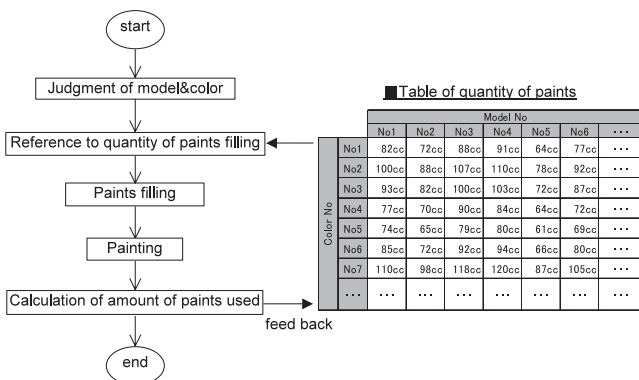 start
Judgment of model&color
Reference to quantity of paints filling
Paints filling
Painting
Calculation of amount of paints used
end
feed back
■Table of quantity of paints
Model No
No1 No2 No3 No4 No5 No6 ···
Color No
No1 82cc 72cc 88cc 91cc 64cc 77cc ···
No2 100cc 88cc 107cc 110cc 78cc 92cc ···
No3 93cc 82cc 100cc 103cc 72cc 87cc ···
No4 77cc 70cc 90cc 84cc 64cc 72cc ···
No5 74cc 65cc 79cc 80cc 61cc 69cc ···
No6 85cc 72cc 92cc 94cc 66cc 80cc ···
No7 110cc 98cc 118cc 120cc 87cc 105cc ···
··· ··· ··· ··· ··· ··· ··· ···